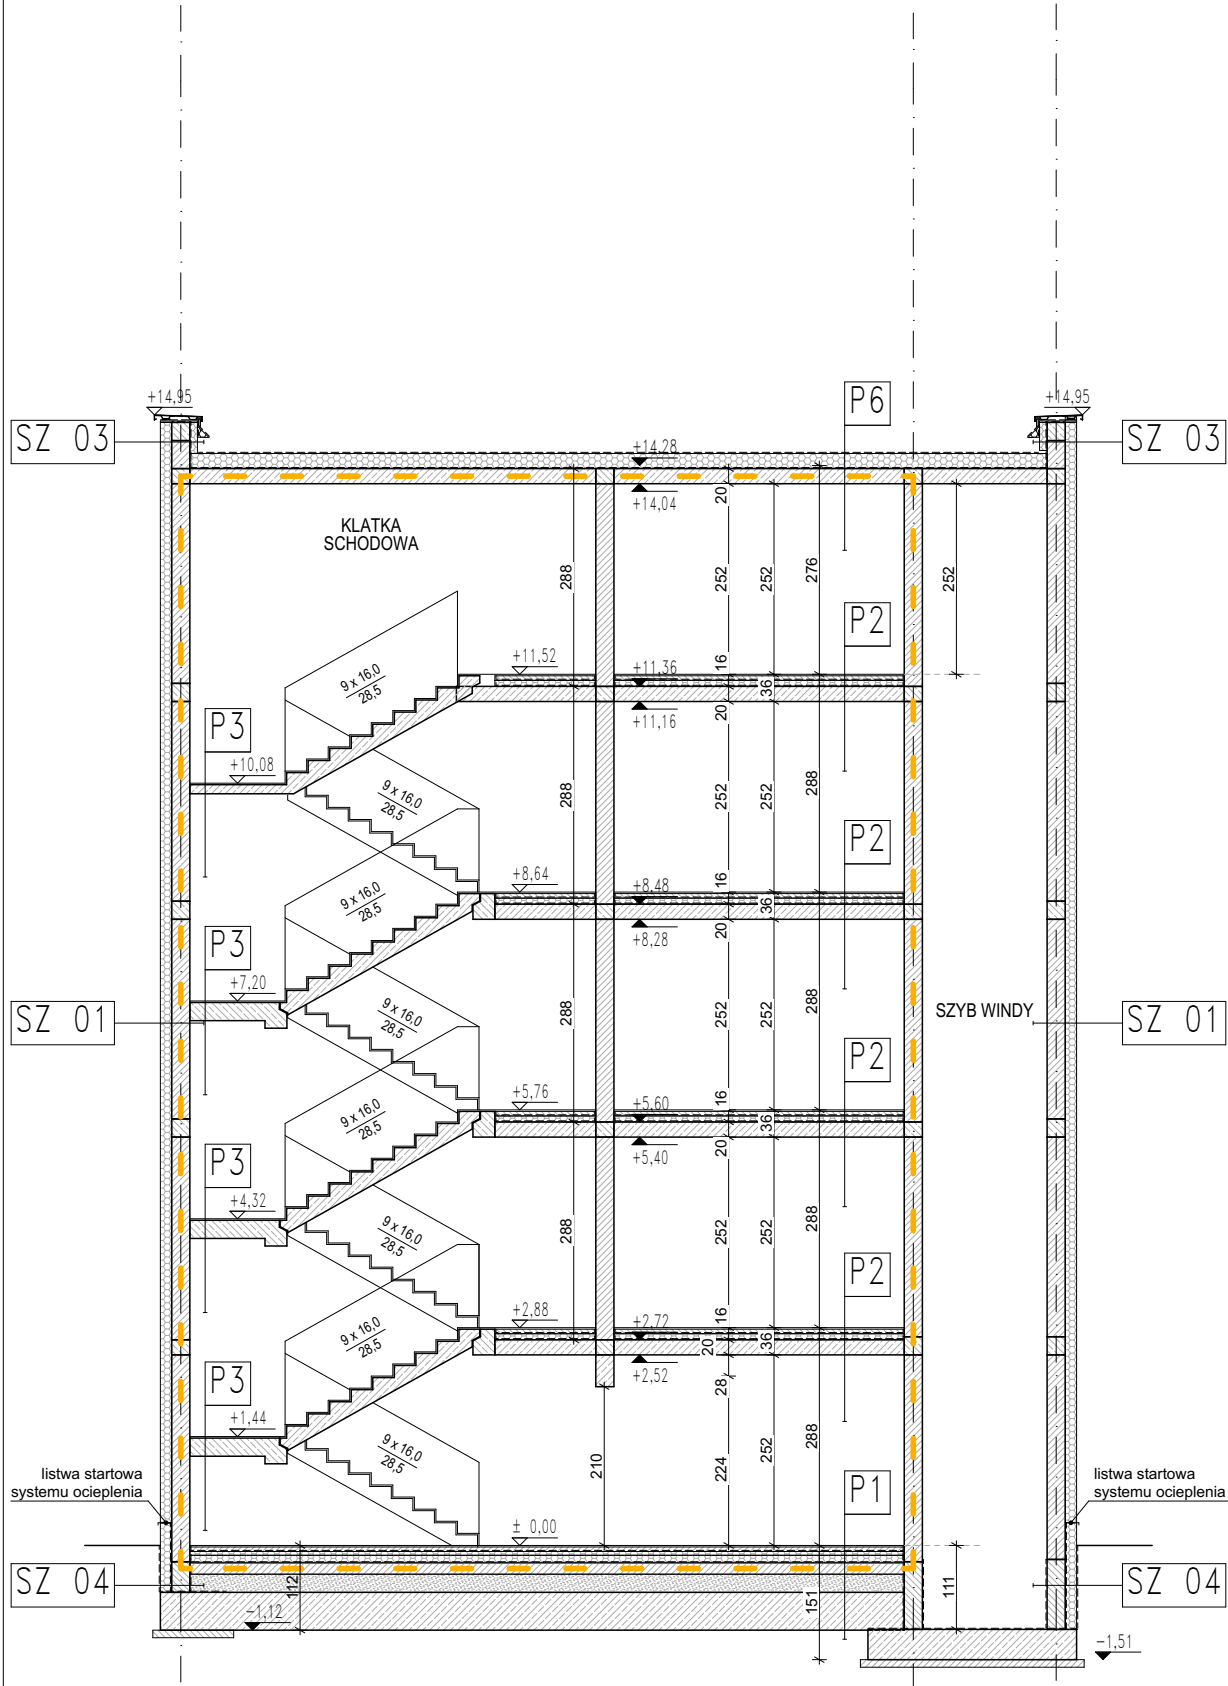 +14,95
+14,95
P6
SZ 03
SZ 03
+14,28
+14,04
20
KLATKA
SCHODOWA
288
252
252
276
252
P2
+11,52
16
+11,36
36
9 x 16,0
28,5
20
+11,16
P3
+10,08
9 x 16,0
28,5
288
252
252
288
P2
+8,64
16
+8,48
36
9 x 16,0
28,5
20
+8,28
P3
+7,20
SZ 01
SZYB WINDY
SZ 01
9 x 16,0
28,5
288
252
252
288
P2
+5,76
16
+5,60
36
9 x 16,0
28,5
20
+5,40
P3
+4,32
9 x 16,0
28,5
288
252
252
288
P2
+2,88
16
+2,72
36
20
9 x 16,0
28,5
+2,52
28
P3
+1,44
9 x 16,0
28,5
210
224
252
288
P1
listwa startowa
systemu ocieplenia
listwa startowa
systemu ocieplenia
± 0,00
SZ 04
112
111
SZ 04
151
-1,12
-1,51